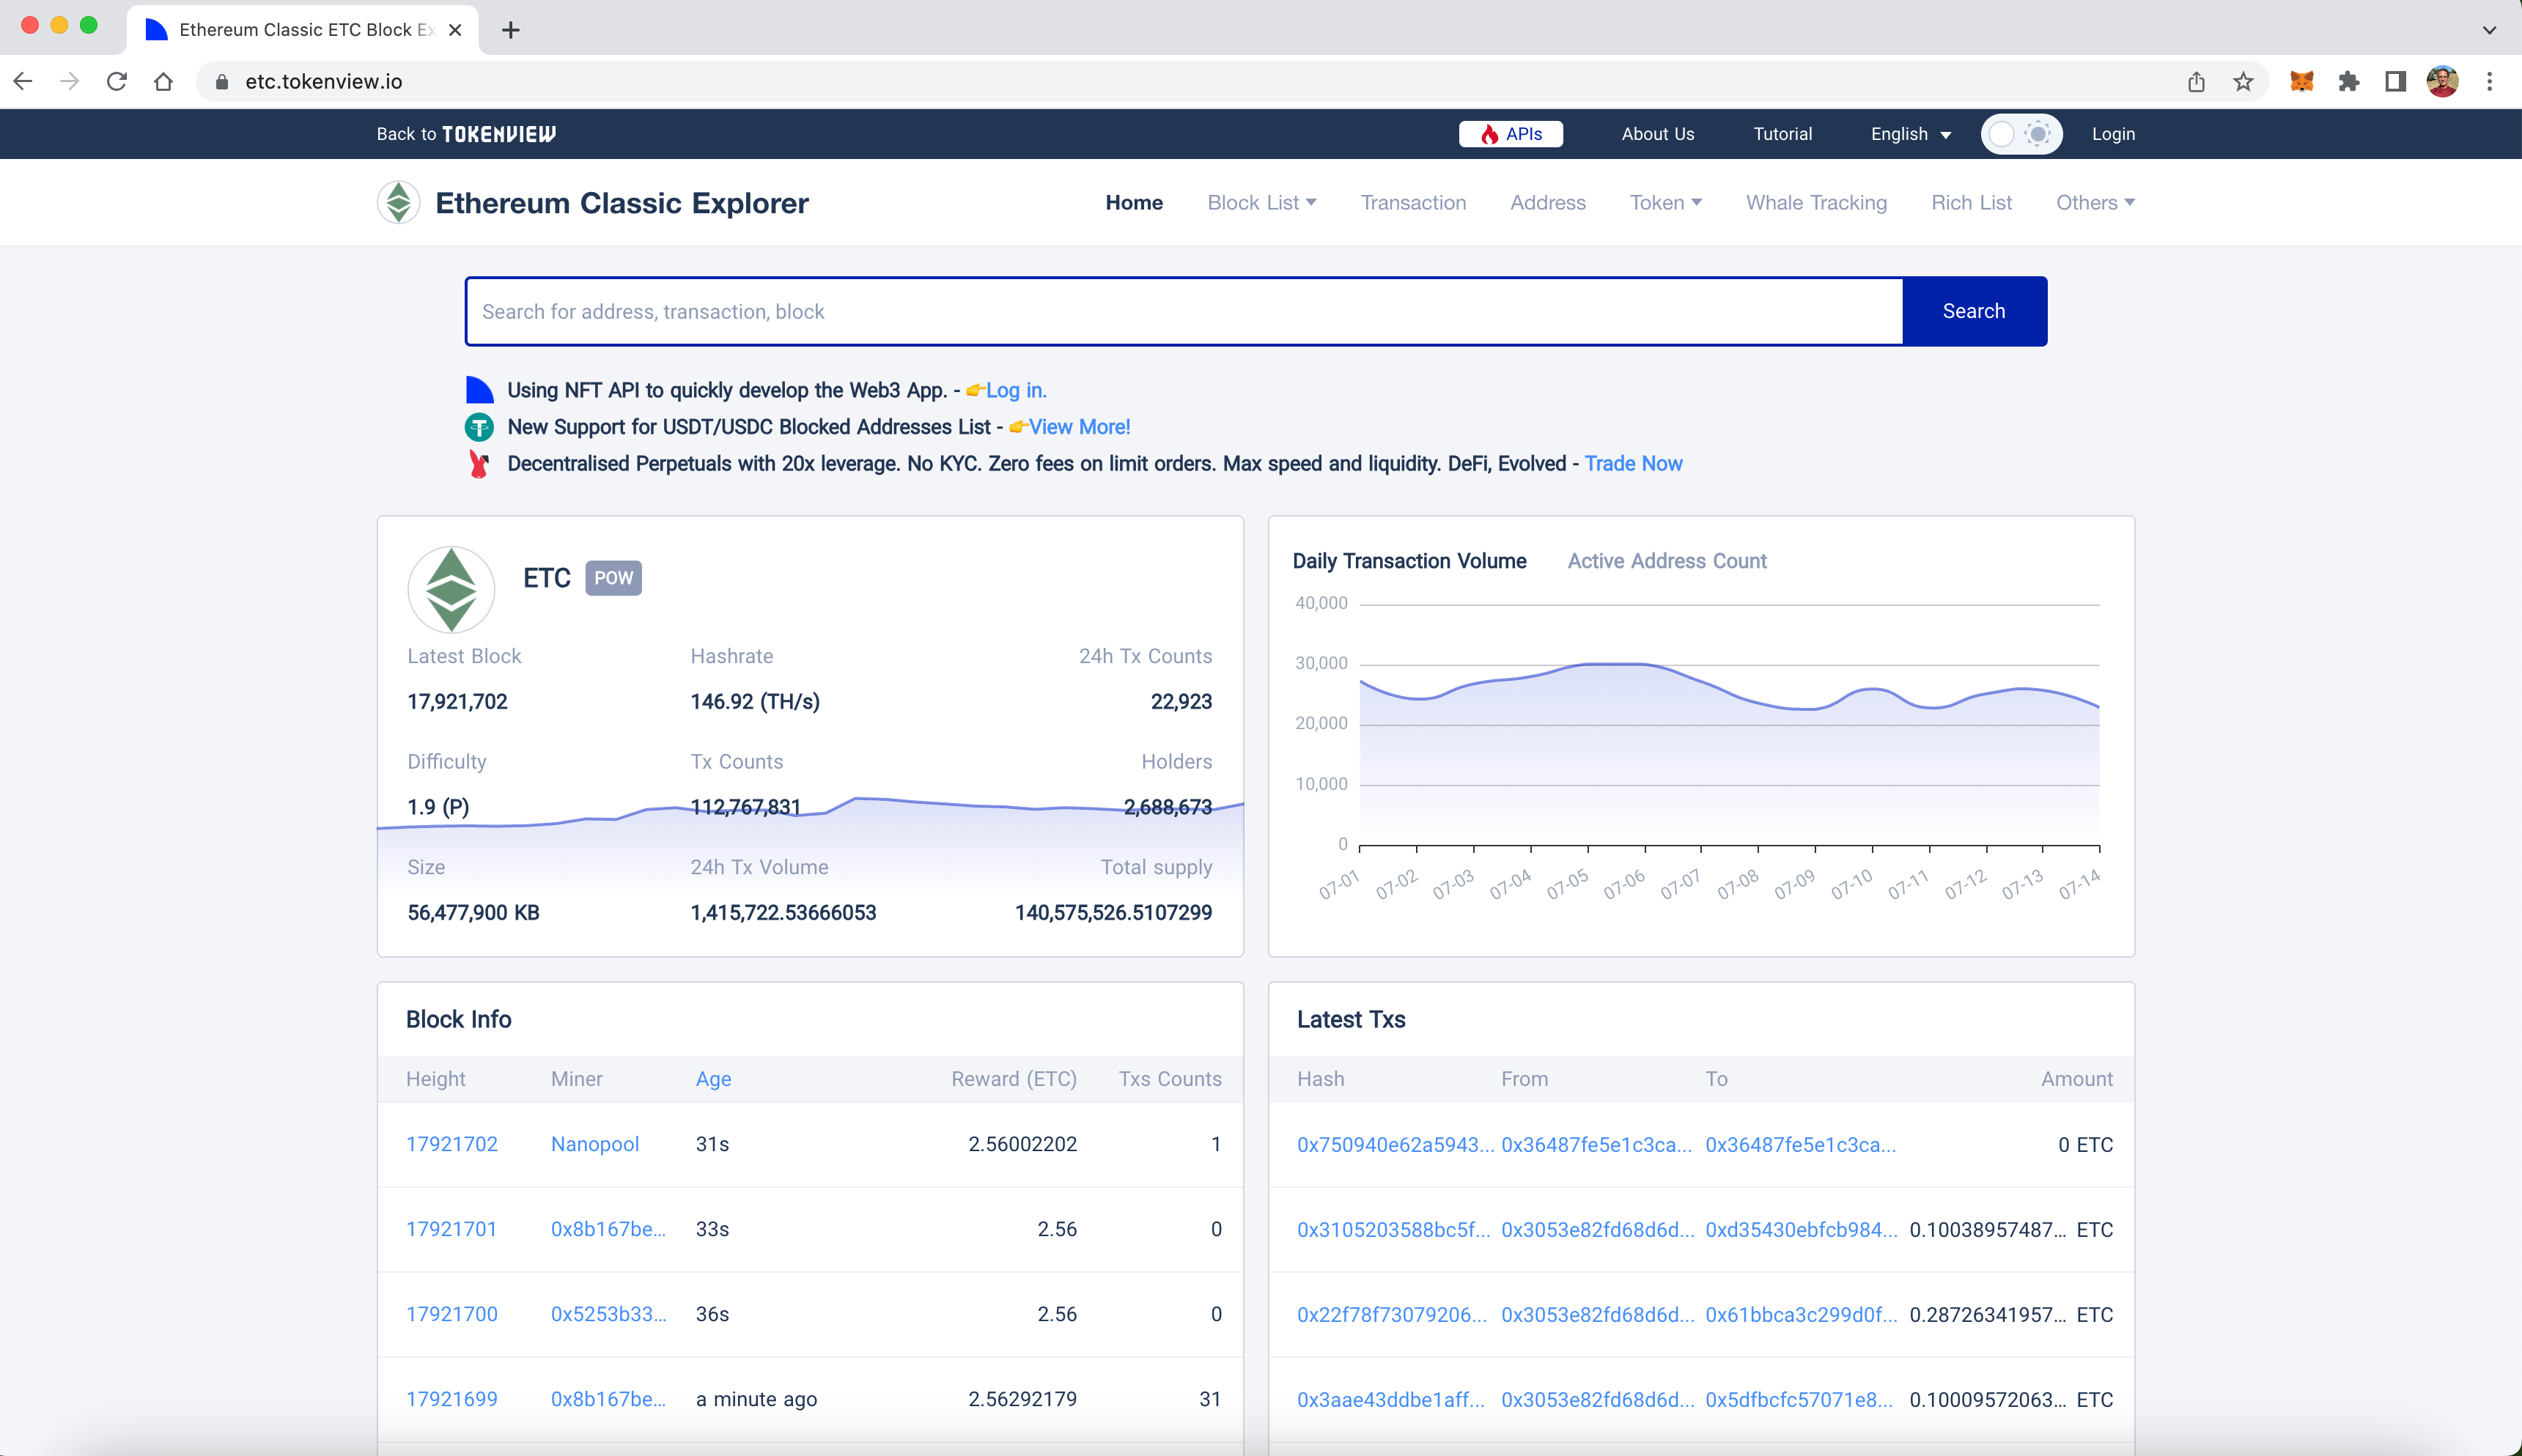 Ethereum Classic ETC Block Ex
etc.tokenview.io
Back to TOKENVIEW
APIs
About Us
Tutorial
English
Login
Ethereum Classic Explorer
Home
Block List
Transaction
Address
Token
Whale Tracking
Rich List
Others
Search for address, transaction, block
Search
Using NFT API to quickly develop the Web3 App. - 👉Log in.
New Support for USDT/USDC Blocked Addresses List - 👉View More!
Decentralised Perpetuals with 20x leverage. No KYC. Zero fees on limit orders. Max speed and liquidity. DeFi, Evolved - Trade Now
ETC POW
Latest Block Hashrate 24h Tx Counts
17,921,702 146.92 (TH/s) 22,923
Difficulty Tx Counts Holders
1.9 (P) 112,767,831 2,688,673
Size 24h Tx Volume Total supply
56,477,900 KB 1,415,722.53666053 140,575,526.5107299
Daily Transaction Volume Active Address Count
40,000
30,000
20,000
10,000
0
07-01 07-02 07-03 07-04 07-05 07-06 07-07 07-08 07-09 07-10 07-11 07-12 07-13 07-14
Block Info
Height Miner Age Reward (ETC) Txs Counts
17921702 Nanopool 31s 2.56002202 1
17921701 0x8b167be... 33s 2.56 0
17921700 0x5253b33... 36s 2.56 0
17921699 0x8b167be... a minute ago 2.56292179 31
Latest Txs
Hash From To Amount
0x750940e62a5943... 0x36487fe5e1c3ca... 0x36487fe5e1c3ca... 0 ETC
0x3105203588bc5f... 0x3053e82fd68d6d... 0xd35430ebfcb984... 0.10038957487... ETC
0x22f78f73079206... 0x3053e82fd68d6d... 0x61bbca3c299d0f... 0.28726341957... ETC
0x3aae43ddbe1aff... 0x3053e82fd68d6d... 0x5dfbcfc57071e8... 0.10009572063... ETC